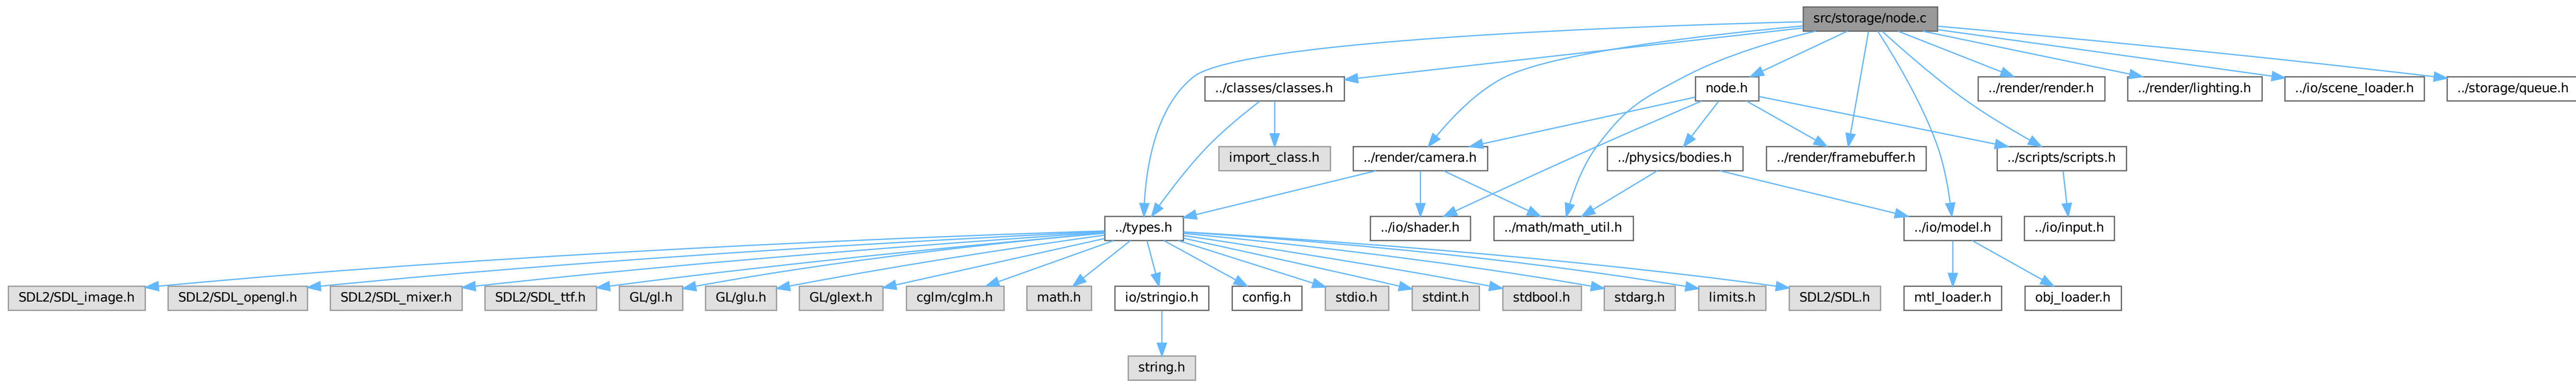 src/storage/node.c
../classes/classes.h
node.h
../render/render.h
../render/lighting.h
../io/scene_loader.h
../storage/queue.h
import_class.h
../render/camera.h
../physics/bodies.h
../render/framebuffer.h
../scripts/scripts.h
../types.h
../io/shader.h
../math/math_util.h
../io/model.h
../io/input.h
SDL2/SDL_image.h
SDL2/SDL_opengl.h
SDL2/SDL_mixer.h
SDL2/SDL_ttf.h
GL/gl.h
GL/glu.h
GL/glext.h
cglm/cglm.h
math.h
io/stringio.h
config.h
stdio.h
stdint.h
stdbool.h
stdarg.h
limits.h
SDL2/SDL.h
mtl_loader.h
obj_loader.h
string.h